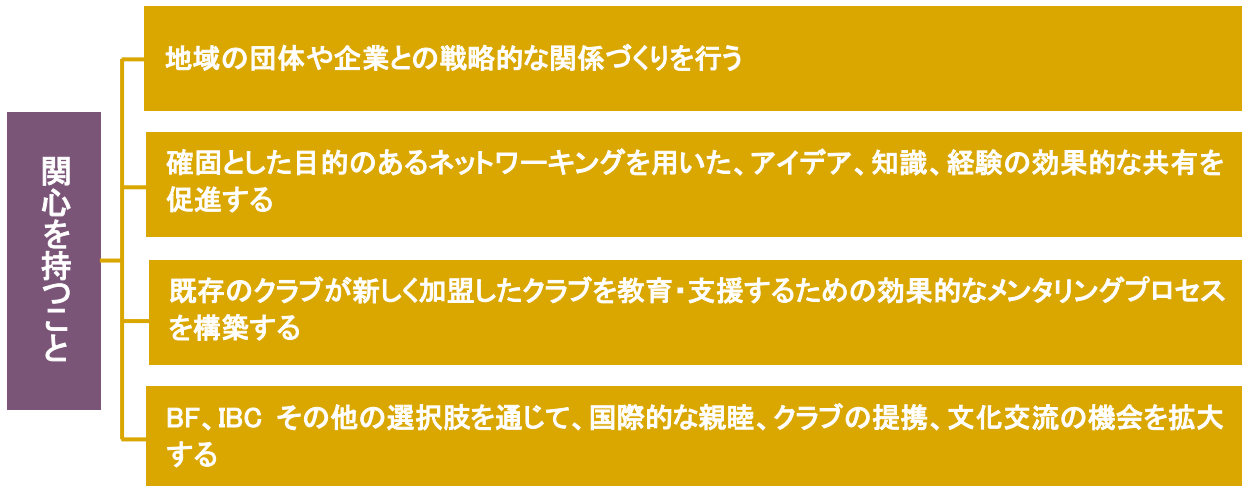 関心を持つこと
地域の団体や企業との戦略的な関係づくりを行う
確固とした目的のあるネットワーキングを用いた、アイデア、知識、経験の効果的な共有を
促進する
既存のクラブが新しく加盟したクラブを教育・支援するための効果的なメンタリングプロセス
を構築する
BF、IBC その他の選択肢を通じて、国際的な親睦、クラブの提携、文化交流の機会を拡大
する